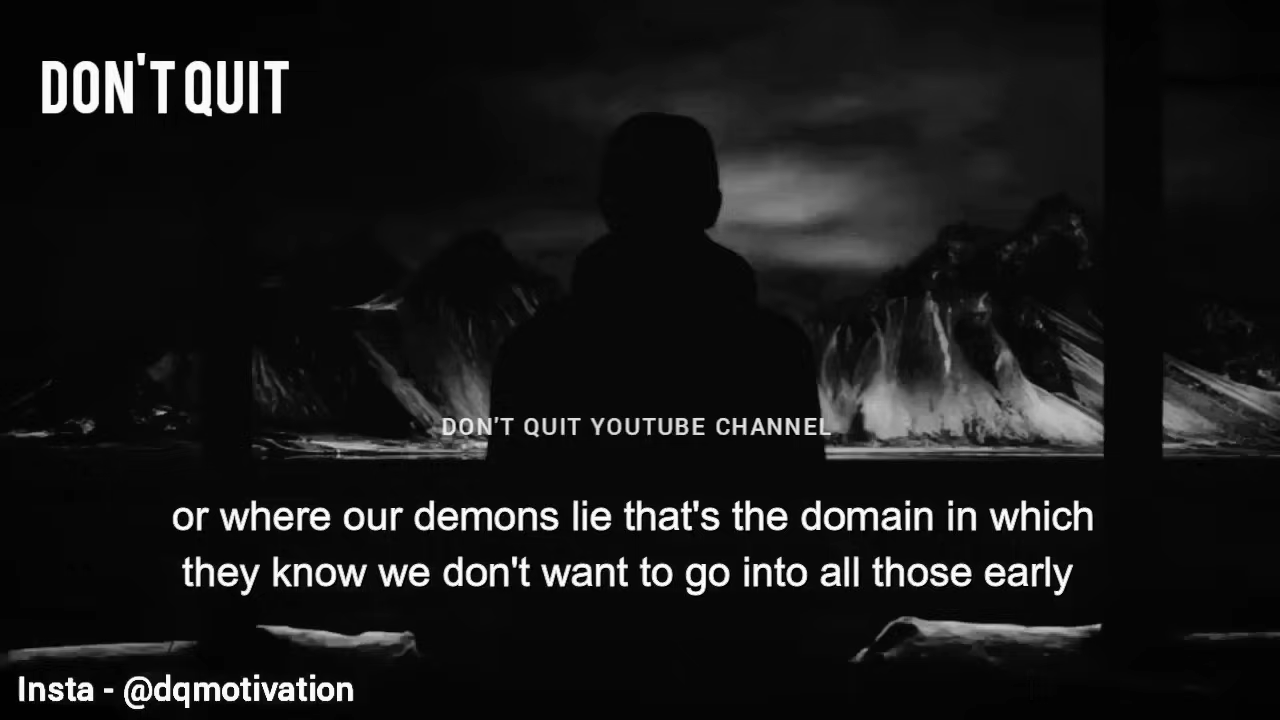 DON'T QUIT
DON'T QUIT YOUTUBE CHANNEL
or where our demons lie that's the domain in which
they know we don't want to go into all those early
Insta - @dqmotivation